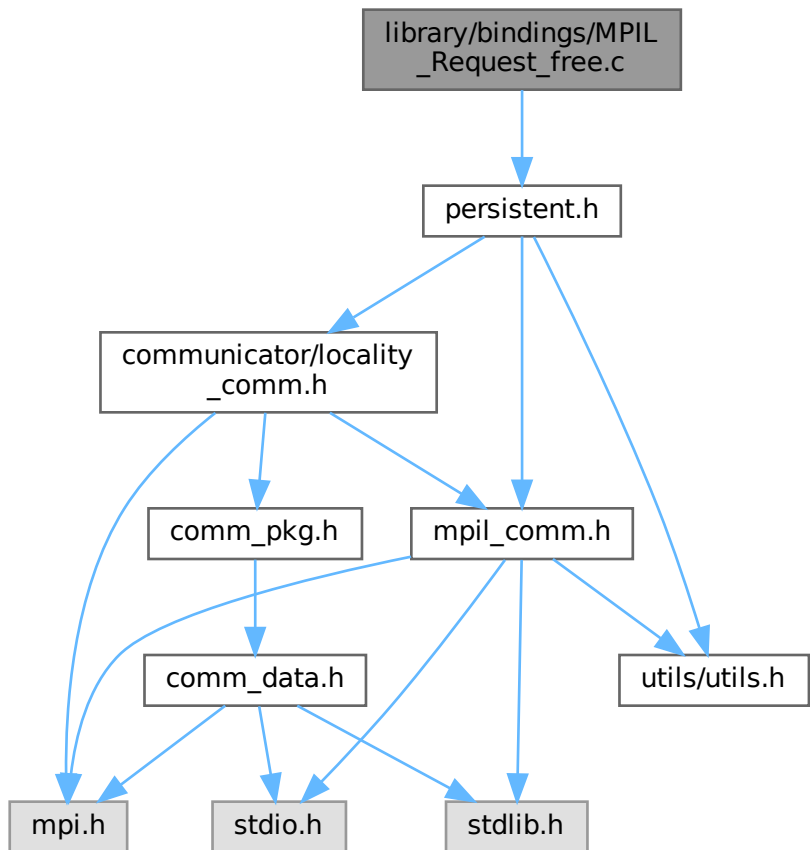 library/bindings/MPIL
_Request_free.c
persistent.h
communicator/locality
_comm.h
comm_pkg.h
mpil_comm.h
comm_data.h
utils/utils.h
mpi.h
stdio.h
stdlib.h